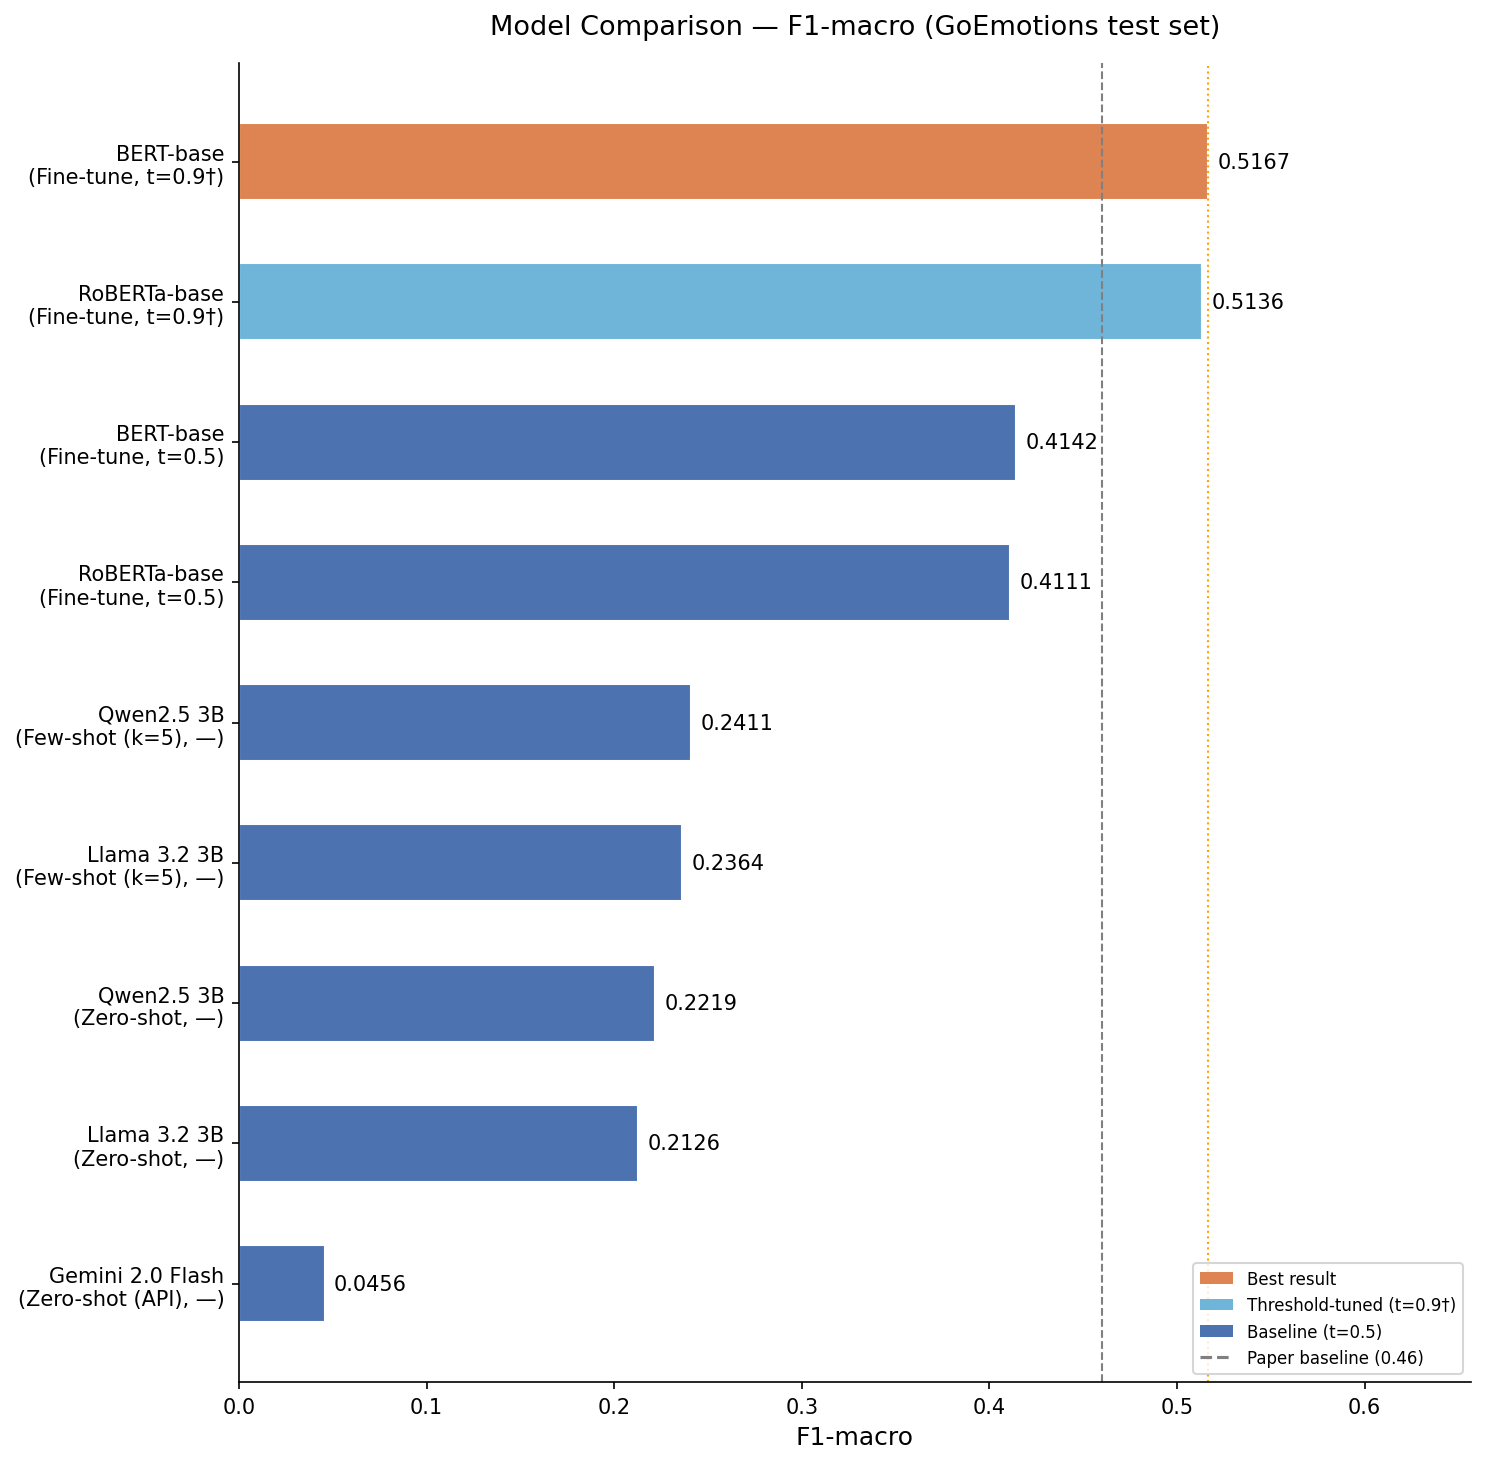 Model Comparison — F1-macro (GoEmotions test set)
BERT-base
(Fine-tune, t=0.9†)
0.5167
RoBERTa-base
(Fine-tune, t=0.9†)
0.5136
BERT-base
(Fine-tune, t=0.5)
0.4142
RoBERTa-base
(Fine-tune, t=0.5)
0.4111
Qwen2.5 3B
(Few-shot (k=5), —)
0.2411
Llama 3.2 3B
(Few-shot (k=5), —)
0.2364
Qwen2.5 3B
(Zero-shot, —)
0.2219
Llama 3.2 3B
(Zero-shot, —)
0.2126
Gemini 2.0 Flash
(Zero-shot (API), —)
0.0456
Best result
Threshold-tuned (t=0.9†)
Baseline (t=0.5)
Paper baseline (0.46)
0.0 0.1 0.2 0.3 0.4 0.5 0.6
F1-macro